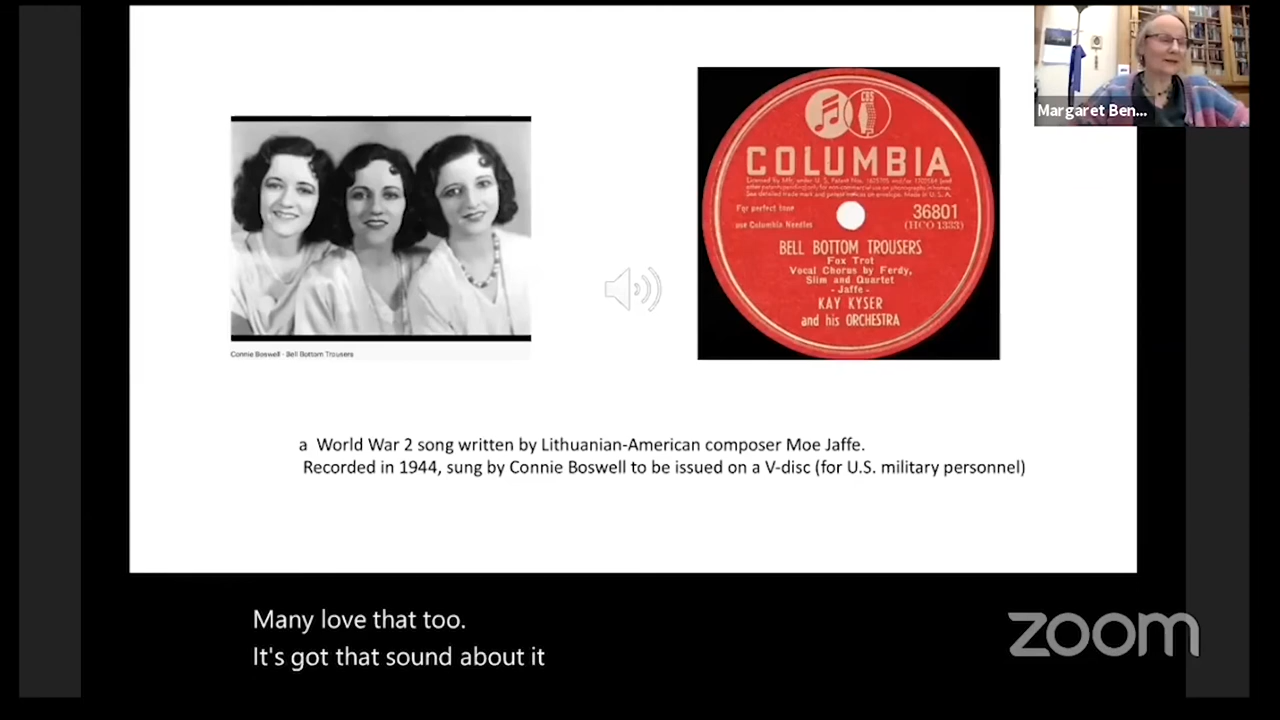 Margaret Ben...
CBS
COLUMBIA
For perfect tone
use Columbia Needles
36801
(HCO 1333)
BELL BOTTOM TROUSERS
Fox Trot
Vocal Chorus by Ferdy,
Slim and Quartet
- Jaffe -
KAY KYSER
and his ORCHESTRA
Connie Boswell - Bell Bottom Trousers
a World War 2 song written by Lithuanian-American composer Moe Jaffe.
Recorded in 1944, sung by Connie Boswell to be issued on a V-disc (for U.S. military personnel)
Many love that too.
It's got that sound about it
zoom